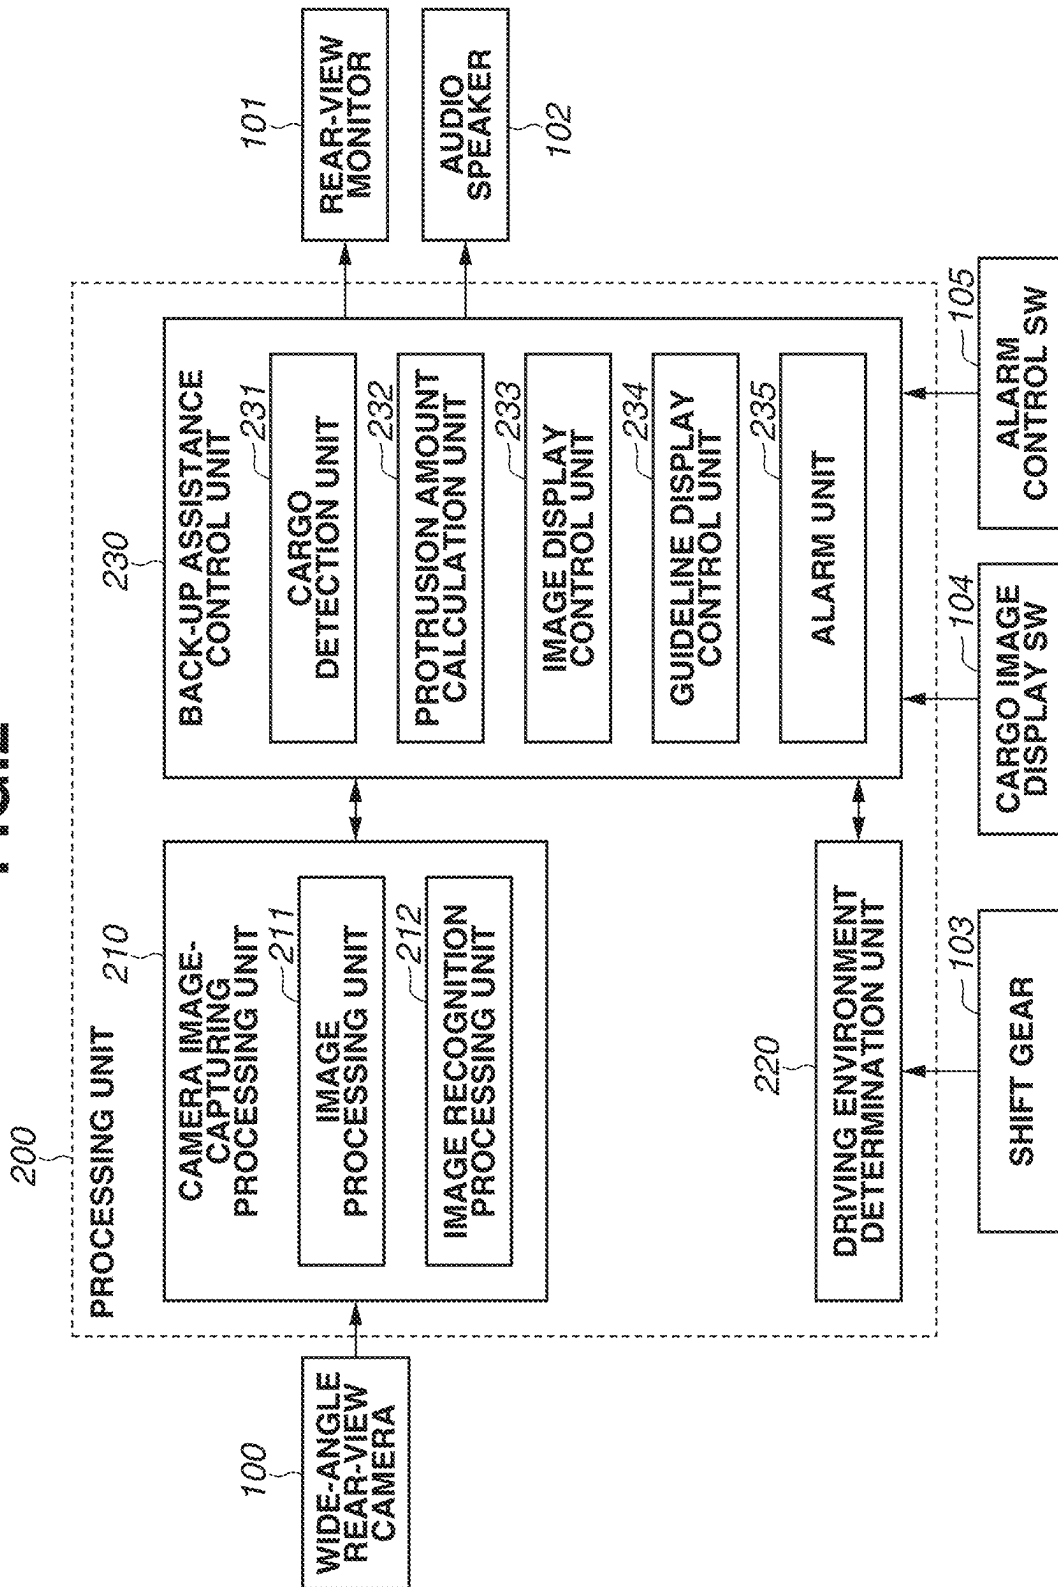 200
PROCESSING UNIT
100
WIDE-ANGLE
REAR-VIEW
CAMERA
210
CAMERA IMAGE-
CAPTURING
PROCESSING UNIT
211
IMAGE
PROCESSING UNIT
212
IMAGE RECOGNITION
PROCESSING UNIT
220
DRIVING ENVIRONMENT
DETERMINATION UNIT
230
BACK-UP ASSISTANCE
CONTROL UNIT
231
CARGO
DETECTION UNIT
232
PROTRUSION AMOUNT
CALCULATION UNIT
233
IMAGE DISPLAY
CONTROL UNIT
234
GUIDELINE DISPLAY
CONTROL UNIT
235
ALARM UNIT
101
REAR-VIEW
MONITOR
AUDIO
SPEAKER
102
103
SHIFT GEAR
104
CARGO IMAGE
DISPLAY SW
105
ALARM
CONTROL SW